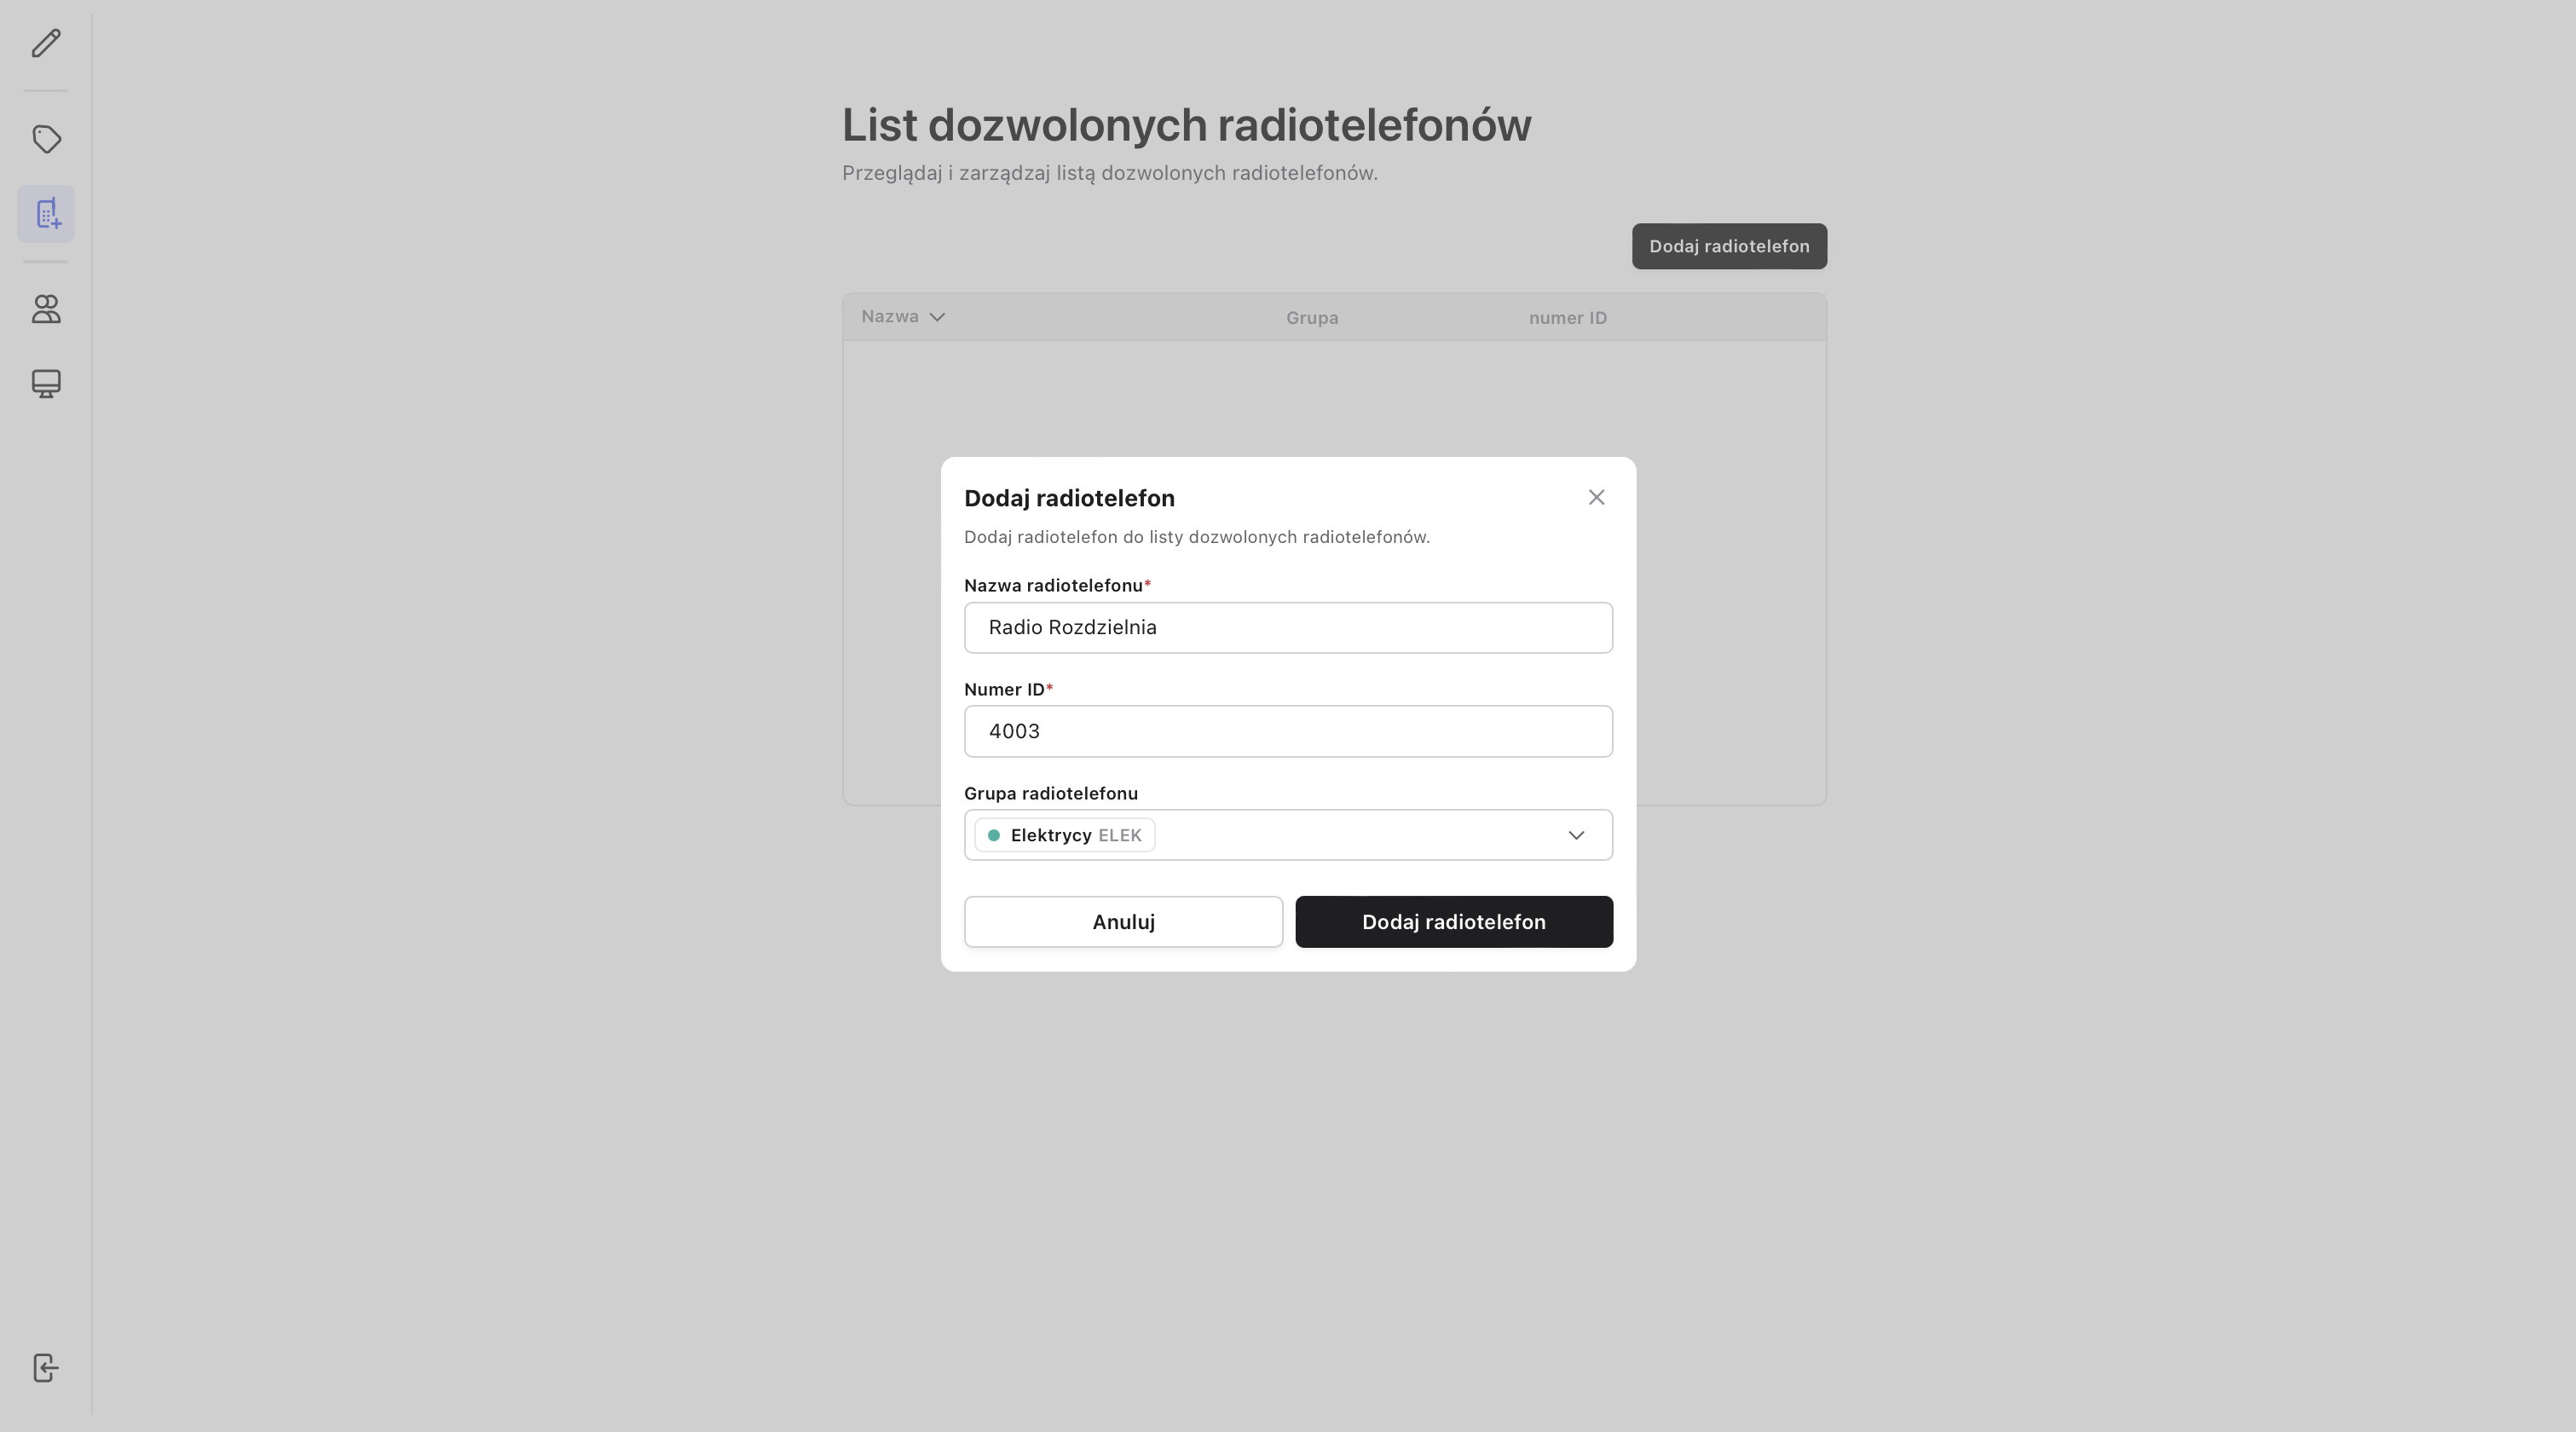 List dozwolonych radiotelefonów
Przeglądaj i zarządzaj listą dozwolonych radiotelefonów.
Dodaj radiotelefon
Nazwa Grupa numer ID
Dodaj radiotelefon
Dodaj radiotelefon do listy dozwolonych radiotelefonów.
Nazwa radiotelefonu*
Radio Rozdzielnia
Numer ID*
4003
Grupa radiotelefonu
Elektrycy ELEK
Anuluj Dodaj radiotelefon